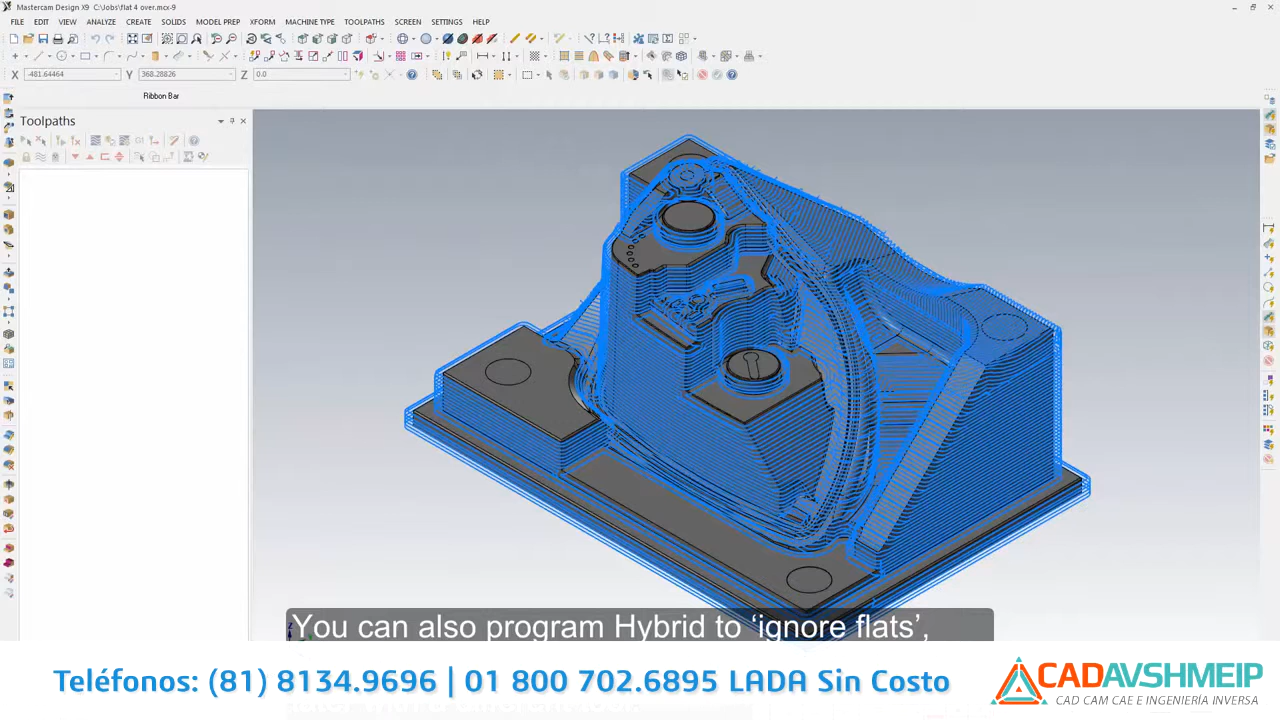 Mastercam Design X9 C:\Jobs\flat 4 over.mcx-9
FILE EDIT VIEW ANALYZE CREATE SOLIDS MODEL PREP XFORM MACHINE TYPE TOOLPATHS SCREEN SETTINGS HELP
X -481.64464 Y 368.28826 Z 0.0
Ribbon Bar
Toolpaths
You can also program Hybrid to ‘ignore flats’,
Teléfonos: (81) 8134.9696 | 01 800 702.6895 LADA Sin Costo
CADAVSHMEIP
CAD CAM CAE E INGENIERÍA INVERSA